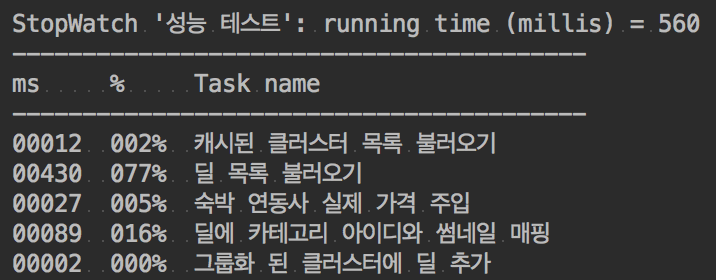 StopWatch '성능 테스트': running time (millis) = 560
-----------------------------------------
ms     %     Task name
-----------------------------------------
00012  002%  캐시된 클러스터 목록 불러오기
00430  077%  딜 목록 불러오기
00027  005%  숙박 연동사 실제 가격 주입
00089  016%  딜에 카테고리 아이디와 썸네일 매핑
00002  000%  그룹화 된 클러스터에 딜 추가